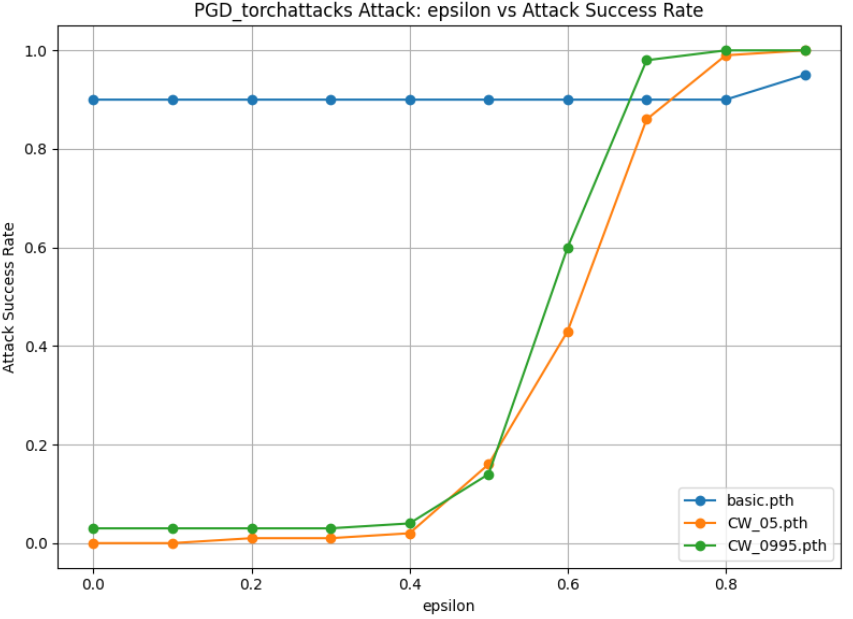 PGD_torchattacks Attack: epsilon vs Attack Success Rate
Attack Success Rate
1.0
0.8
0.6
0.4
0.2
0.0
0.0 0.2 0.4 0.6 0.8
epsilon
basic.pth
CW_05.pth
CW_0995.pth